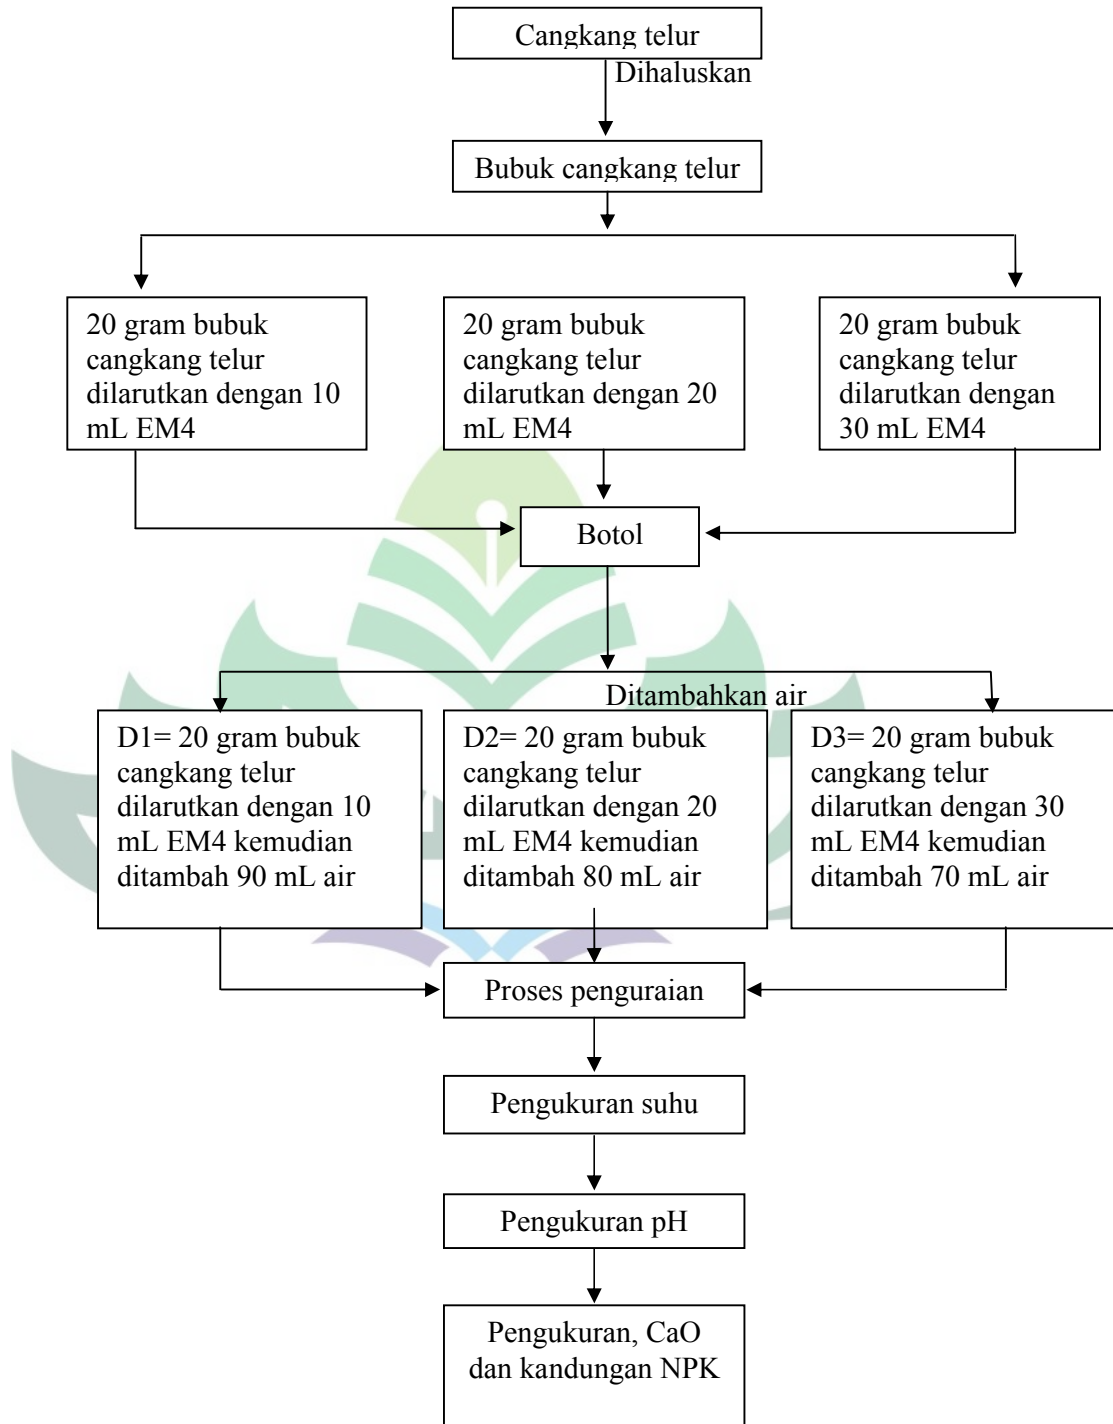 Cangkang telur
Dihaluskan
Bubuk cangkang telur
20 gram bubuk
cangkang telur
dilarutkan dengan 10
mL EM4
20 gram bubuk
cangkang telur
dilarutkan dengan 20
mL EM4
20 gram bubuk
cangkang telur
dilarutkan dengan
30 mL EM4
Botol
Ditambahkan air
D1= 20 gram bubuk
cangkang telur
dilarutkan dengan 10
mL EM4 kemudian
ditambah 90 mL air
D2= 20 gram bubuk
cangkang telur
dilarutkan dengan 20
mL EM4 kemudian
ditambah 80 mL air
D3= 20 gram bubuk
cangkang telur
dilarutkan dengan 30
mL EM4 kemudian
ditambah 70 mL air
Proses penguraian
Pengukuran suhu
Pengukuran pH
Pengukuran, CaO
dan kandungan NPK